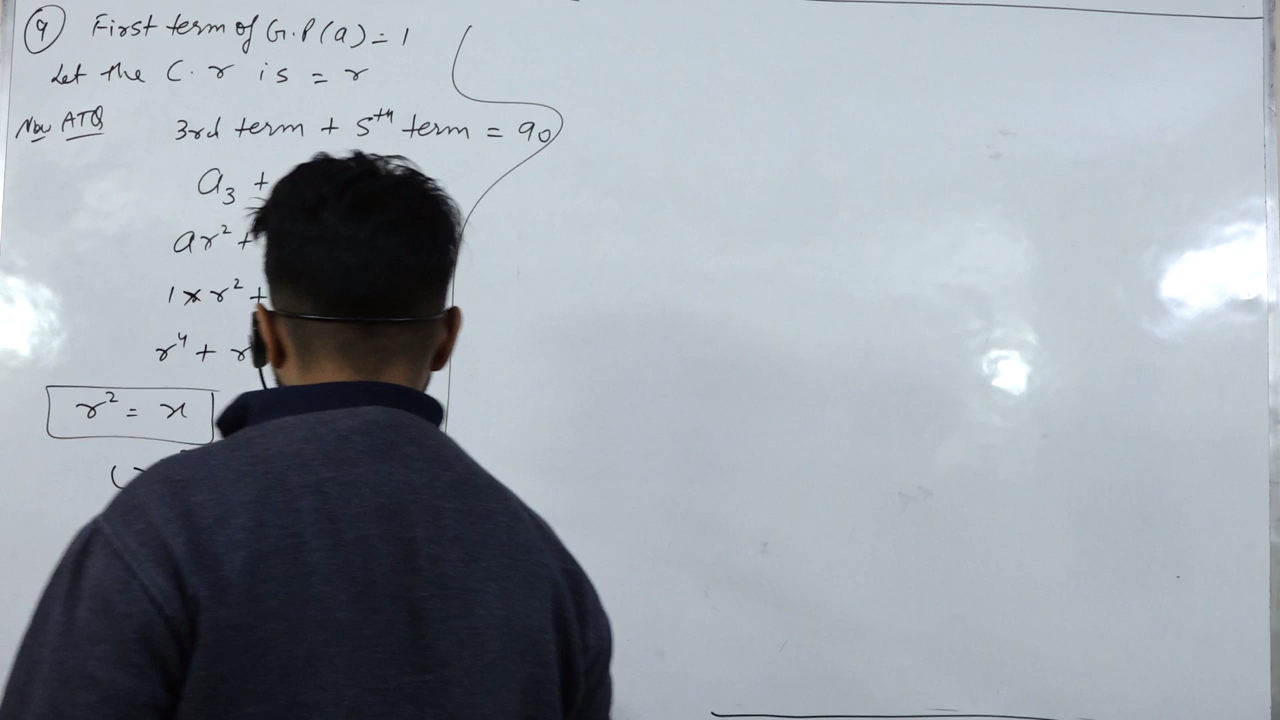 9 First term of G.P(a) = 1
Let the C.r is = r
Now ATQ 3rd term + 5th term = 90
a₃ +
ar² +
1 × r² +
r⁴ + r
r² = x
(